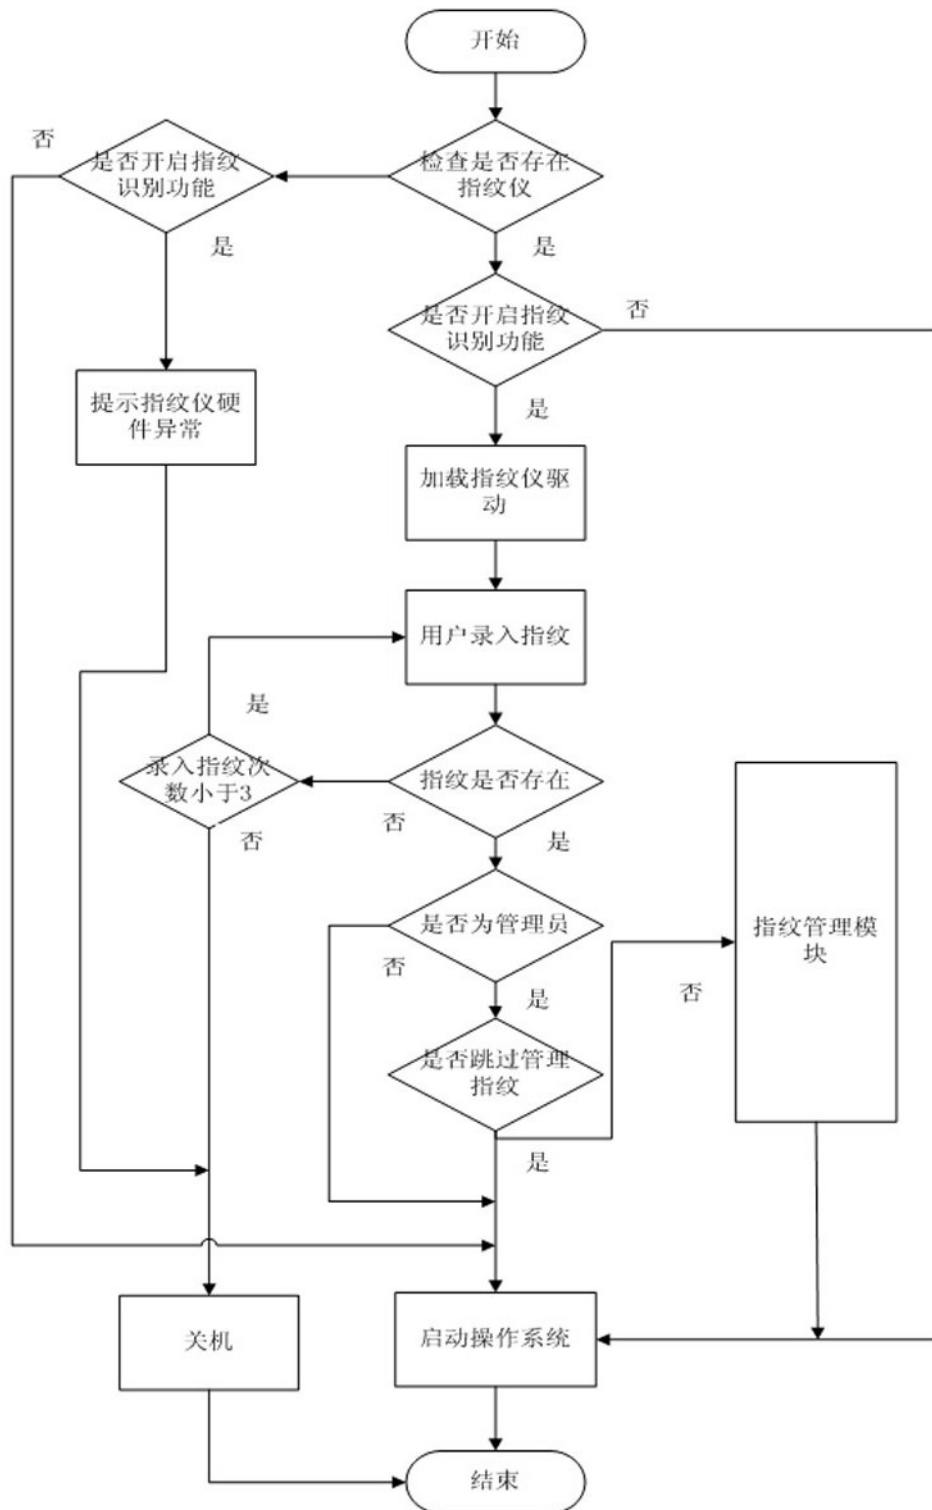 开始
否
是否开启指纹
识别功能
检查是否存在
指纹仪
是
是
是否开启指纹
识别功能
否
提示指纹仪硬
件异常
是
加载指纹仪驱
动
用户录入指纹
是
录入指纹次
数小于3
指纹是否存在
否
否
是
是否为管理员
指纹管理模
块
否
否
是
是否跳过管理
指纹
是
关机
启动操作系统
结束